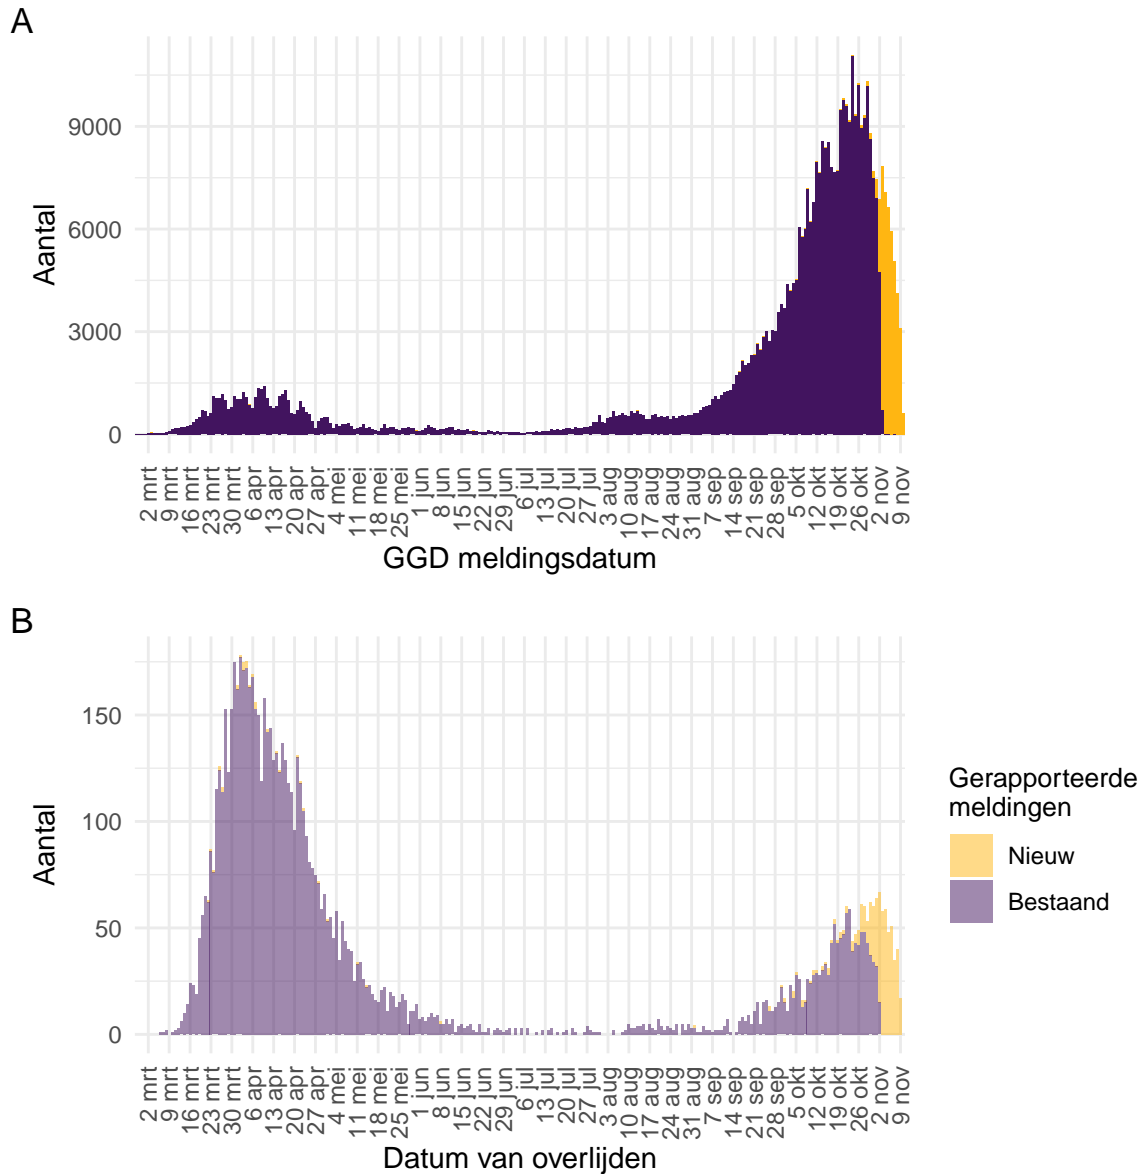 A
9000
6000
3000
0
Aantal
2 mrt
9 mrt
16 mrt
23 mrt
30 mrt
6 apr
13 apr
20 apr
27 apr
4 mei
11 mei
18 mei
25 mei
1 jun
8 jun
15 jun
22 jun
29 jun
6 jul
13 jul
20 jul
27 jul
3 aug
10 aug
17 aug
24 aug
31 aug
7 sep
14 sep
21 sep
28 sep
5 okt
12 okt
19 okt
26 okt
2 nov
9 nov
GGD meldingsdatum
B
150
100
50
0
Aantal
2 mrt
9 mrt
16 mrt
23 mrt
30 mrt
6 apr
13 apr
20 apr
27 apr
4 mei
11 mei
18 mei
25 mei
1 jun
8 jun
15 jun
22 jun
29 jun
6 jul
13 jul
20 jul
27 jul
3 aug
10 aug
17 aug
24 aug
31 aug
7 sep
14 sep
21 sep
28 sep
5 okt
12 okt
19 okt
26 okt
2 nov
9 nov
Datum van overlijden
Gerapporteerde
meldingen
Nieuw
Bestaand